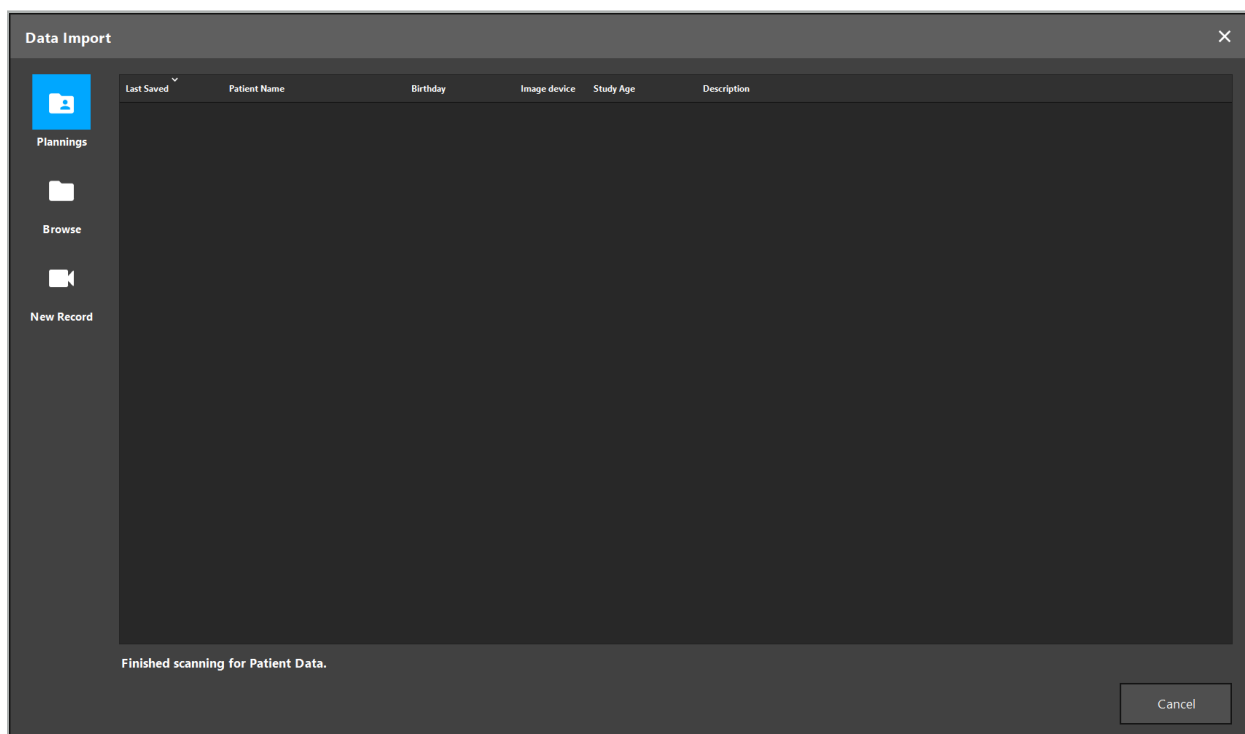 Data Import
Plannings
Browse
New Record
Last Saved Patient Name Birthday Image device Study Age Description
Finished scanning for Patient Data.
Cancel